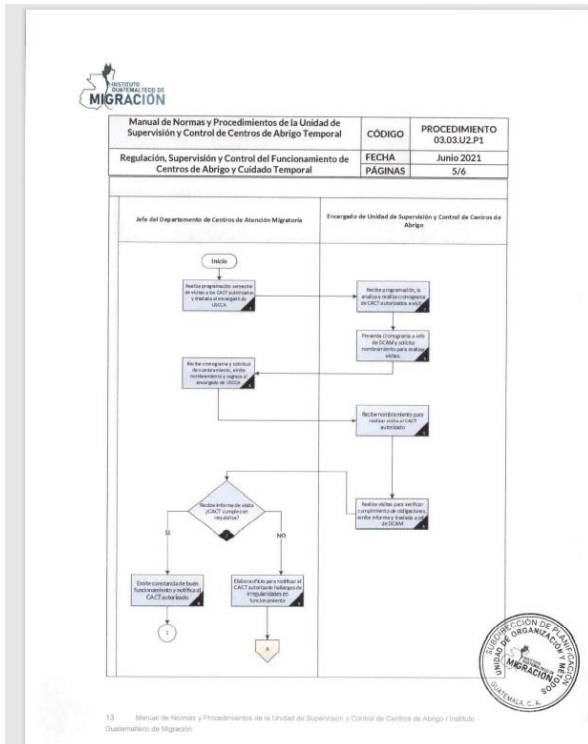 INSTITUTO
GUATEMALTECO DE
MIGRACIÓN
Manual de Normas y Procedimientos de la Unidad de
Supervisión y Control de Centros de Abrigo Temporal
CÓDIGO
PROCEDIMIENTO
03.03.U2.P1
Regulación, Supervisión y Control del Funcionamiento de
Centros de Abrigo y Cuidado Temporal
FECHA
Junio 2021
PÁGINAS
5/6
Jefe del Departamento de Centros de Atención Migratoria
Encargado de Unidad de Supervisión y Control de Centros de
Abrigo
Inicio
Realiza programación semestre
de visitas a los CACT autorizados
y traslada al encargado de
USCCA
Recibe programación, la
analiza y realiza cronograma
de CACT autorizados a visitar
Presenta Cronograma a Jefe
de DCAM y solicita
nombramiento para realizar
visitas
Recibe cronograma y solicitud
de nombramiento, emite
nombramiento y regresa al
encargado de USCCA
Recibe nombramiento para
realizar visita al CACT
autorizado
Realiza visitas para verificar
cumplimiento de obligaciones,
emite informe y traslada a jefe
de DCAM
Recibe informe de visita
¿CACT cumple con
requisitos?
SI
NO
Emite constancia de buen
funcionamiento y notifica al
CACT autorizado
Elabora oficio para notificar al
CACT autorizado hallazgos de
irregularidades en
funcionamiento
1
A
SUBDIRECCIÓN DE PLANIFICACIÓN
UNIDAD DE ORGANIZACIÓN Y MÉTODOS
MIGRACIÓN
GUATEMALA, C. A.
13 Manual de Normas y Procedimientos de la Unidad de Supervisión y Control de Centros de Abrigo / Instituto
Guatemalteco de Migración